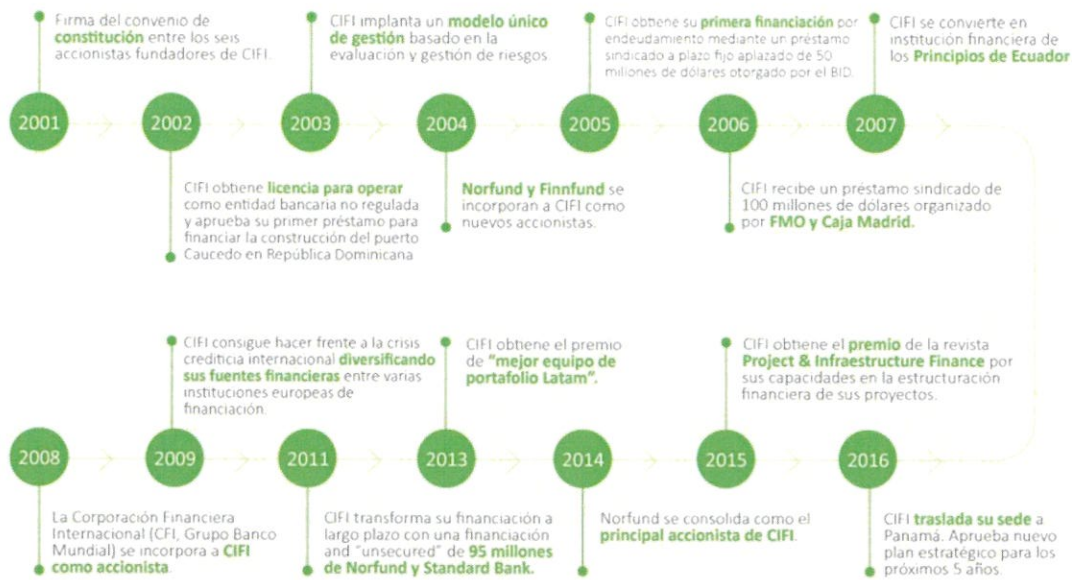 Firma del convenio de
constitución entre los seis
accionistas fundadores de CIFI.
CIFI implanta un modelo único
de gestión basado en la
evaluación y gestión de riesgos
CIFI obtiene su primera financiación por
endeudamiento mediante un préstamo
sindicado a plazo fijo aplazado de 50
millones de dólares otorgado por el BID.
CIFI se convierte en
institución financiera de
los Principios de Ecuador
2001
2002
2003
2004
2005
2006
2007
CIFI obtiene licencia para operar
como entidad bancaria no regulada
y aprueba su primer préstamo para
financiar la construcción del puerto
Caucedo en República Dominicana
Norfund y Finnfund se
incorporan a CIFI como
nuevos accionistas.
CIFI recibe un préstamo sindicado de
100 millones de dólares organizado
por FMO y Caja Madrid.
CIFI consigue hacer frente a la crisis
crediticia internacional diversificando
sus fuentes financieras entre varias
instituciones europeas de
financiación.
CIFI obtiene el premio
de "mejor equipo de
portafolio Latam".
CIFI obtiene el premio de la revista
Project & Infraestructure Finance por
sus capacidades en la estructuración
financiera de sus proyectos.
2008
2009
2011
2013
2014
2015
2016
La Corporación Financiera
Internacional (CFI, Grupo Banco
Mundial) se incorpora a CIFI
como accionista.
CIFI transforma su financiación a
largo plazo con una financiación
and "unsecured" de 95 millones
de Norfund y Standard Bank.
Norfund se consolida como el
principal accionista de CIFI.
CIFI traslada su sede a
Panamá. Aprueba nuevo
plan estratégico para los
próximos 5 años.